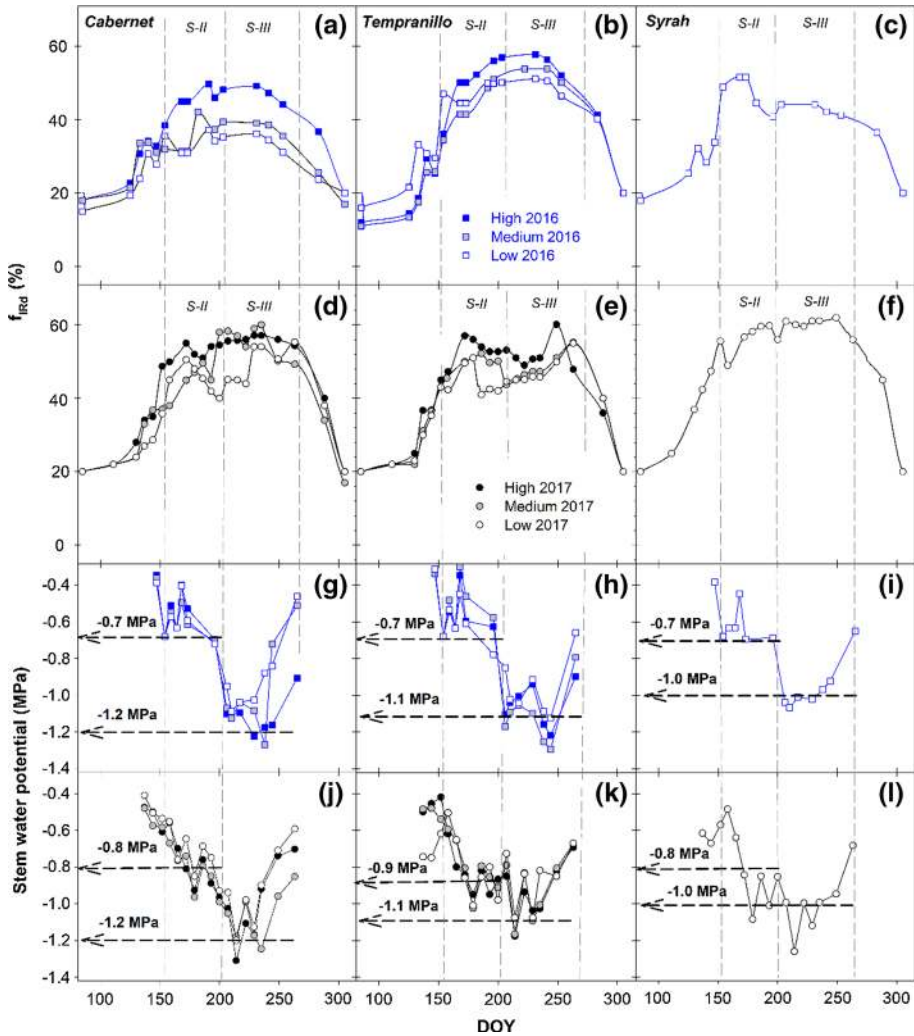 Cabernet S-II S-III (a) Tempranillo S-II S-III (b) Syrah S-II S-III (c)
60
40
20
0
High 2016
Medium 2016
Low 2016
f IRd (%)
S-II S-III (d) S-II S-III (e) S-II S-III (f)
60
40
20
0
High 2017
Medium 2017
Low 2017
(g) (h) (i)
-0.4
-0.6
-0.8
-1.0
-1.2
-1.4
-0.7 MPa -0.7 MPa -0.7 MPa
-1.2 MPa -1.1 MPa -1.0 MPa
Stem water potential (MPa)
(j) (k) (l)
-0.4
-0.6
-0.8
-1.0
-1.2
-1.4
-0.8 MPa -0.9 MPa -0.8 MPa
-1.2 MPa -1.1 MPa -1.0 MPa
100 150 200 250 300 100 150 200 250 300 100 150 200 250 300
DOY